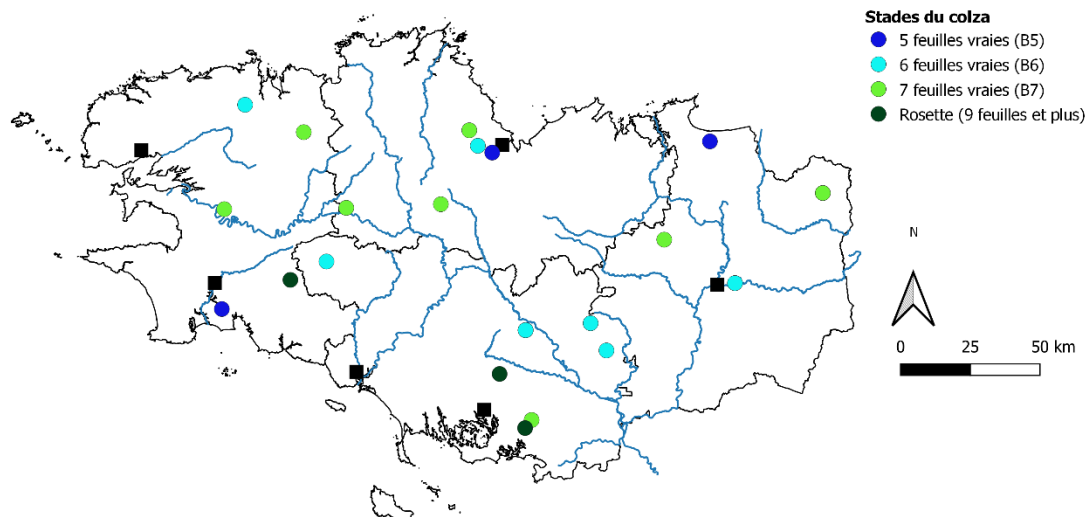 Stades du colza
5 feuilles vraies (B5)
6 feuilles vraies (B6)
7 feuilles vraies (B7)
Rosette (9 feuilles et plus)
N
0 25 50 km